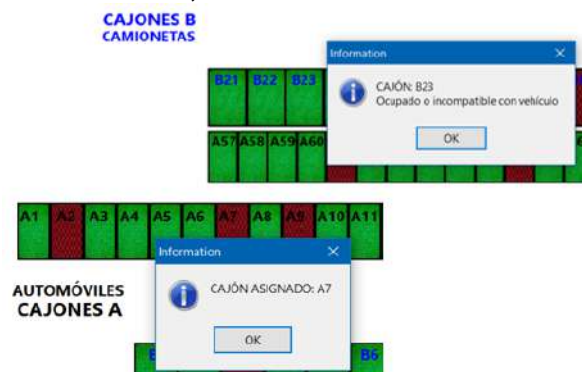 CAJONES B
CAMIONETAS
Information
CAJÓN: B23
Ocupado o incompatible con vehículo
OK
B21 B22 B23
A57 A58 A59 A60
A1 A2 A3 A4 A5 A6 A7 A8 A9 A10 A11
Information
CAJÓN ASIGNADO: A7
OK
AUTOMÓVILES
CAJONES A
B6